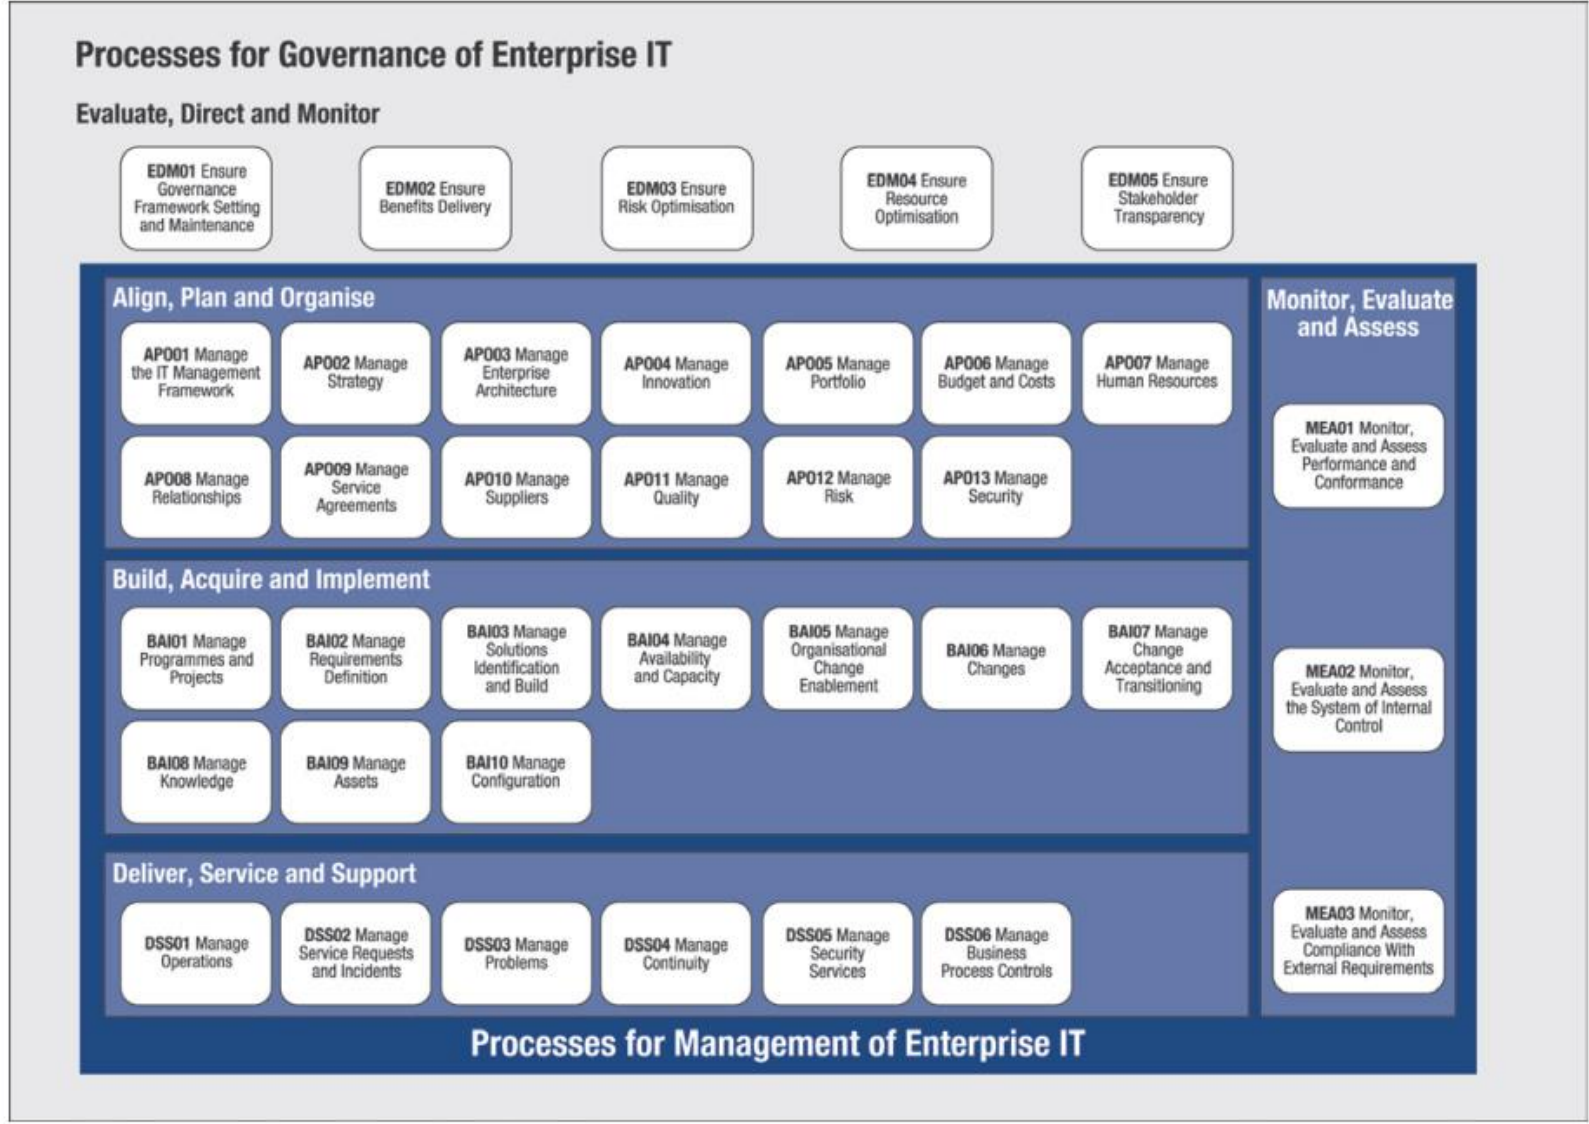 Processes for Governance of Enterprise IT
Evaluate, Direct and Monitor
EDM01 Ensure
Governance
Framework Setting
and Maintenance
EDM02 Ensure
Benefits Delivery
EDM03 Ensure
Risk Optimisation
EDM04 Ensure
Resource
Optimisation
EDM05 Ensure
Stakeholder
Transparency
Align, Plan and Organise
APO01 Manage
the IT Management
Framework
APO02 Manage
Strategy
APO03 Manage
Enterprise
Architecture
APO04 Manage
Innovation
APO05 Manage
Portfolio
APO06 Manage
Budget and Costs
APO07 Manage
Human Resources
APO08 Manage
Relationships
APO09 Manage
Service
Agreements
APO10 Manage
Suppliers
APO11 Manage
Quality
APO12 Manage
Risk
APO13 Manage
Security
Build, Acquire and Implement
BAI01 Manage
Programmes and
Projects
BAI02 Manage
Requirements
Definition
BAI03 Manage
Solutions
Identification
and Build
BAI04 Manage
Availability
and Capacity
BAI05 Manage
Organisational
Change
Enablement
BAI06 Manage
Changes
BAI07 Manage
Change
Acceptance and
Transitioning
BAI08 Manage
Knowledge
BAI09 Manage
Assets
BAI10 Manage
Configuration
Deliver, Service and Support
DSS01 Manage
Operations
DSS02 Manage
Service Requests
and Incidents
DSS03 Manage
Problems
DSS04 Manage
Continuity
DSS05 Manage
Security
Services
DSS06 Manage
Business
Process Controls
Monitor, Evaluate
and Assess
MEA01 Monitor,
Evaluate and Assess
Performance and
Conformance
MEA02 Monitor,
Evaluate and Assess
the System of Internal
Control
MEA03 Monitor,
Evaluate and Assess
Compliance With
External Requirements
Processes for Management of Enterprise IT